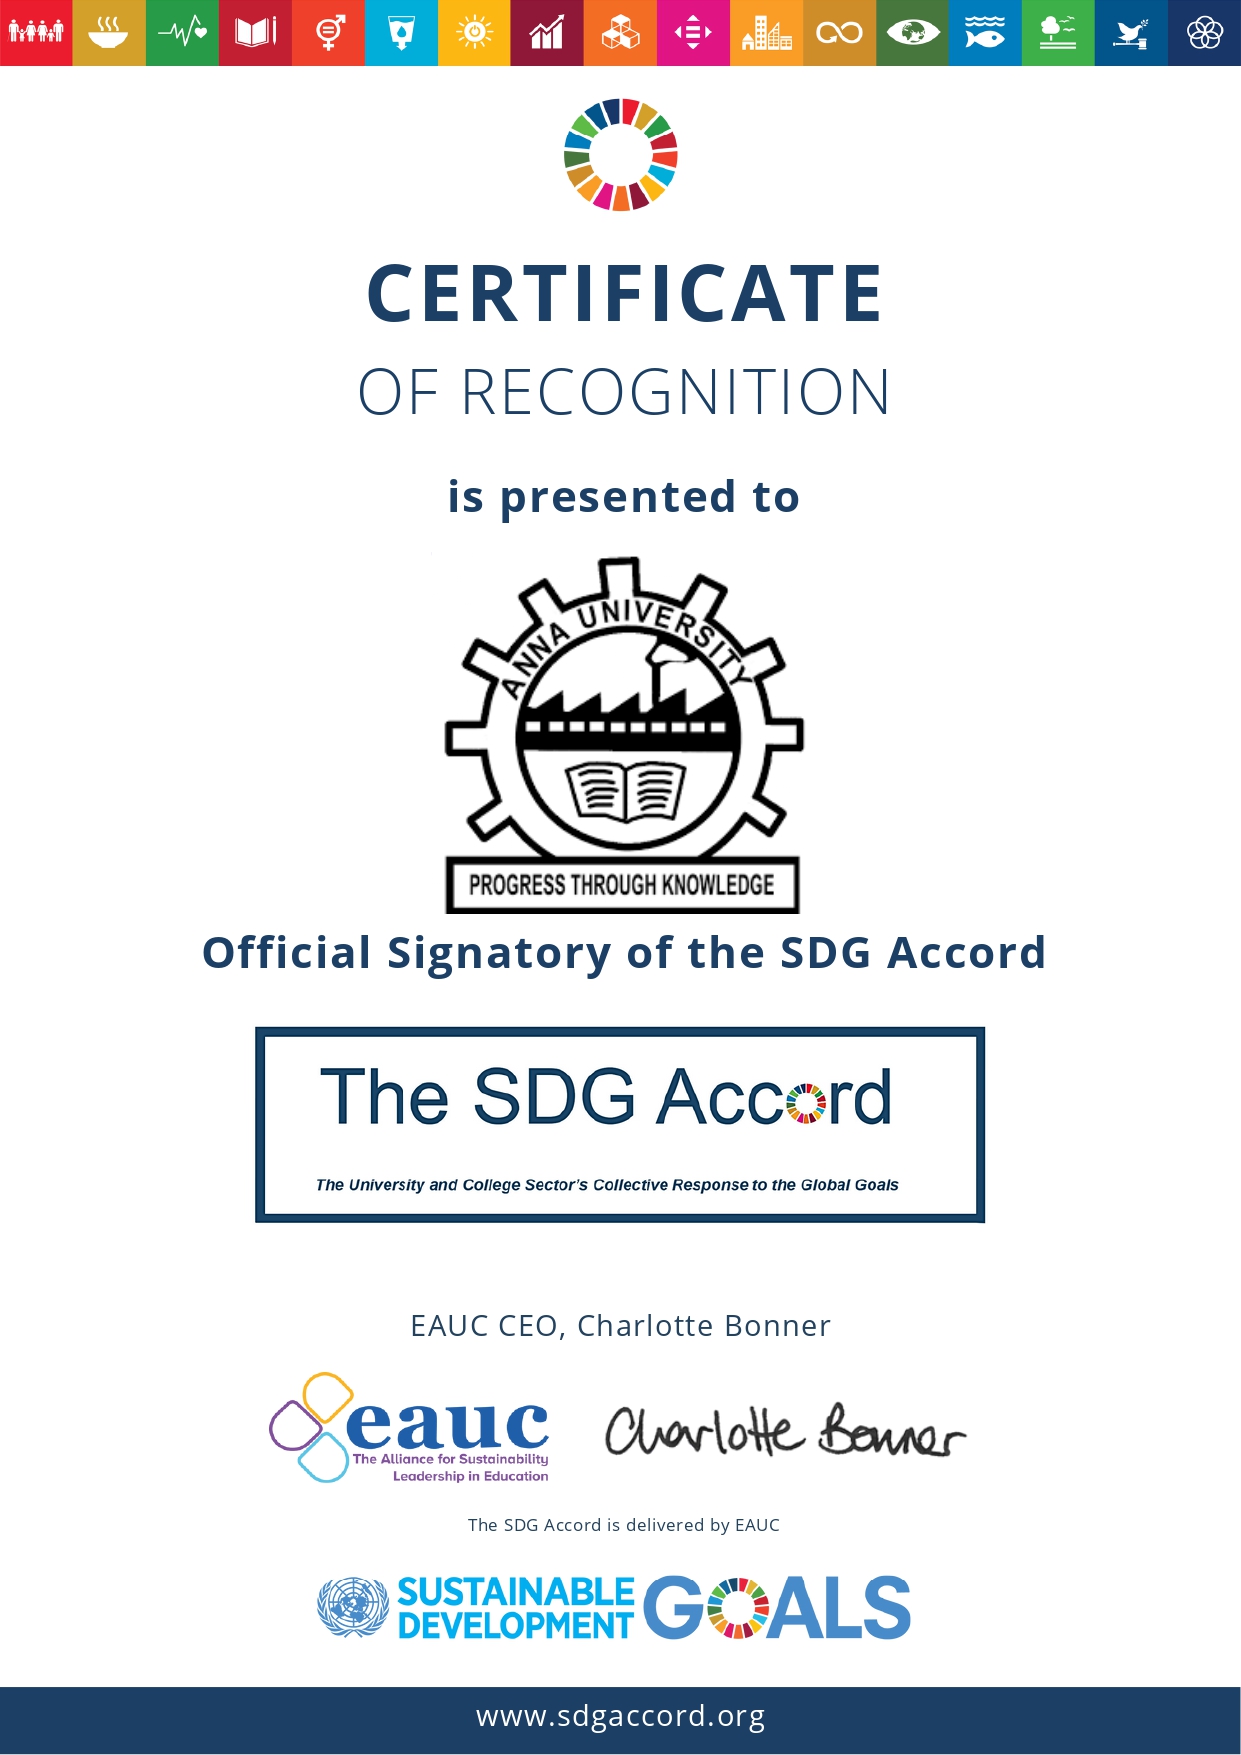 CERTIFICATE
OF RECOGNITION
is presented to
ANNA UNIVERSITY
PROGRESS THROUGH KNOWLEDGE
Official Signatory of the SDG Accord
The SDG Accord
The University and College Sector's Collective Response to the Global Goals
EAUC CEO, Charlotte Bonner
eauc
The Alliance for Sustainability
Leadership in Education
Charlotte Bonner
The SDG Accord is delivered by EAUC
SUSTAINABLE
DEVELOPMENT
GOALS
www.sdgaccord.org